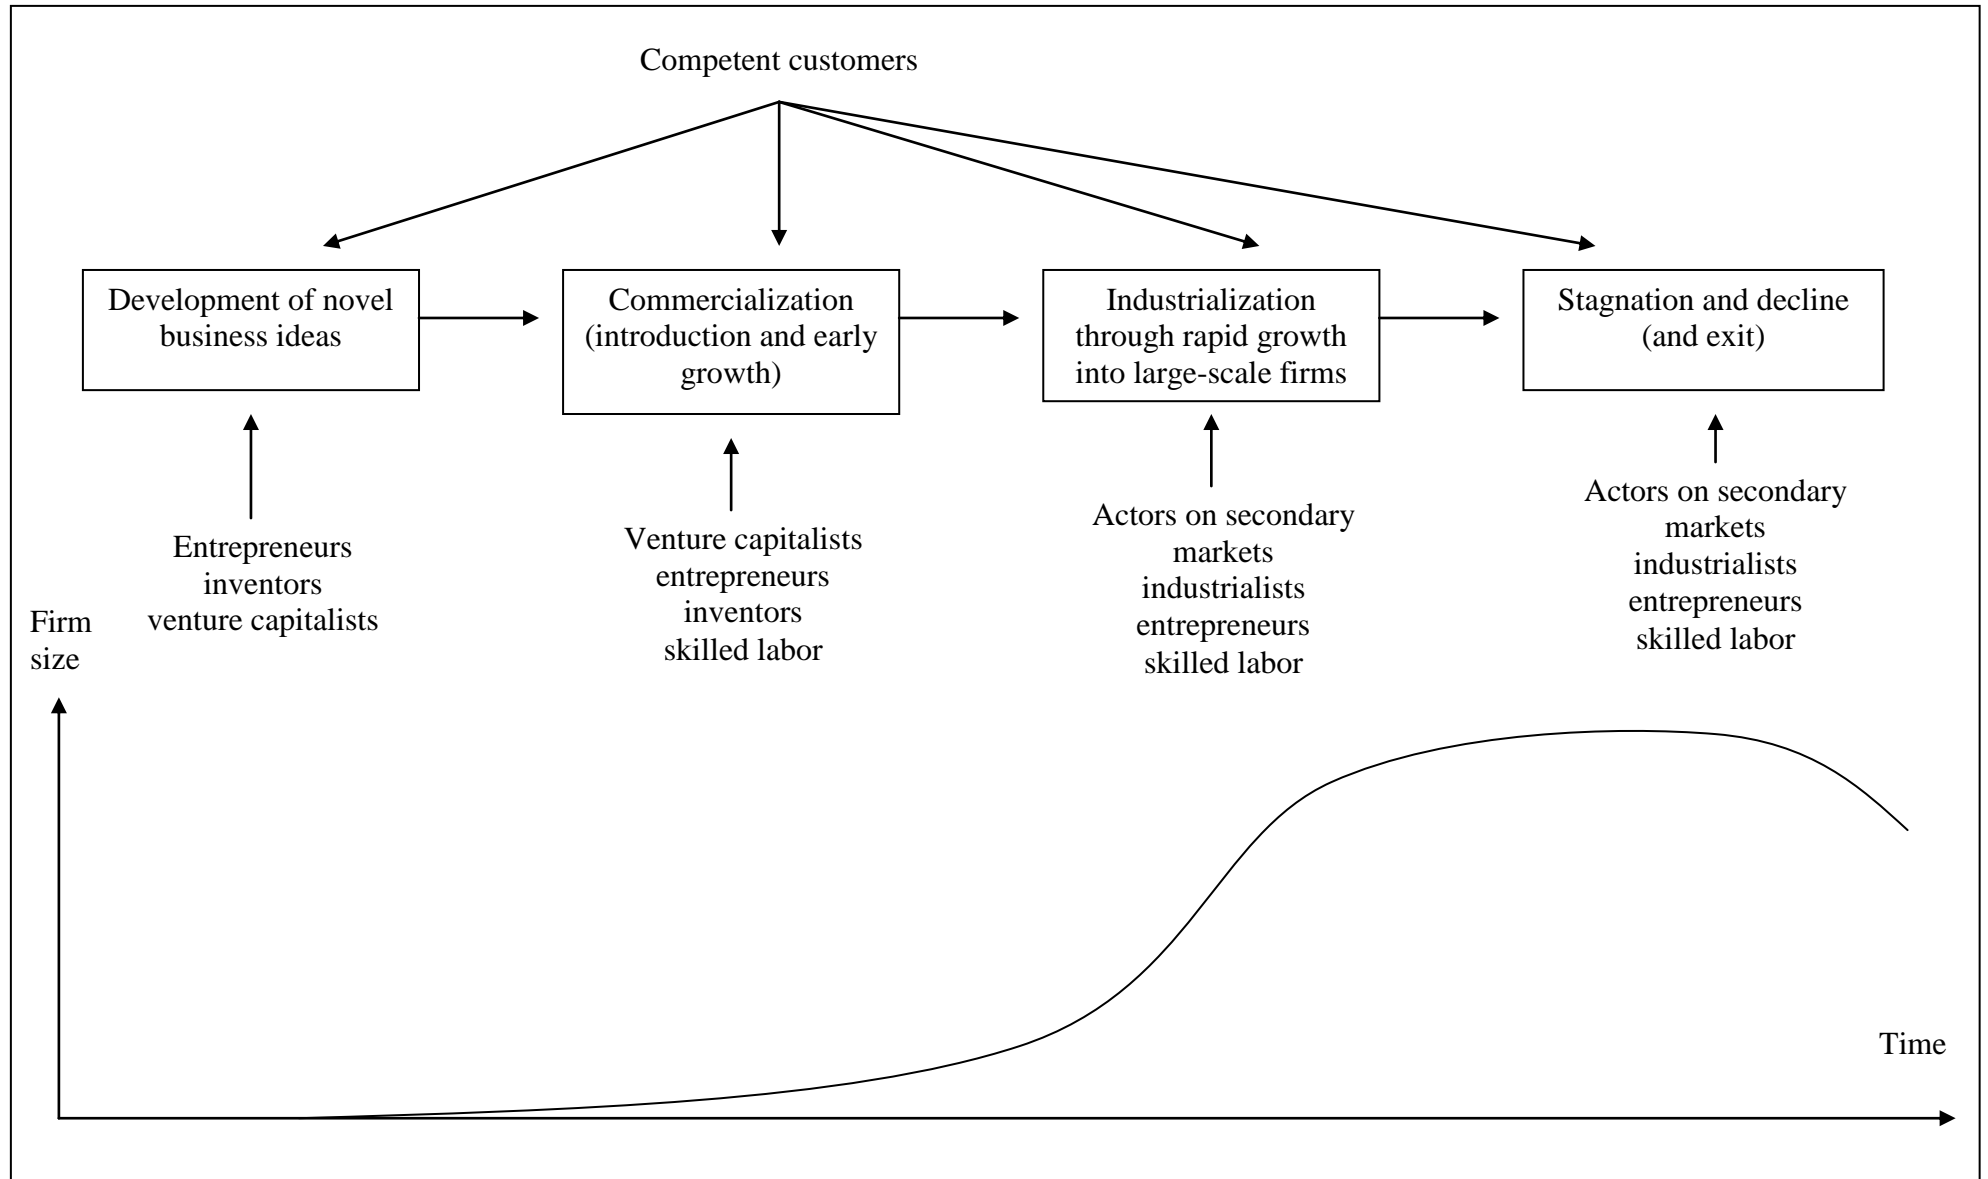 Competent customers
Development of novel
business ideas
Commercialization
(introduction and early
growth)
Industrialization
through rapid growth
into large-scale firms
Stagnation and decline
(and exit)
Entrepreneurs
inventors
venture capitalists
Venture capitalists
entrepreneurs
inventors
skilled labor
Actors on secondary
markets
industrialists
entrepreneurs
skilled labor
Actors on secondary
markets
industrialists
entrepreneurs
skilled labor
Firm
size
Time